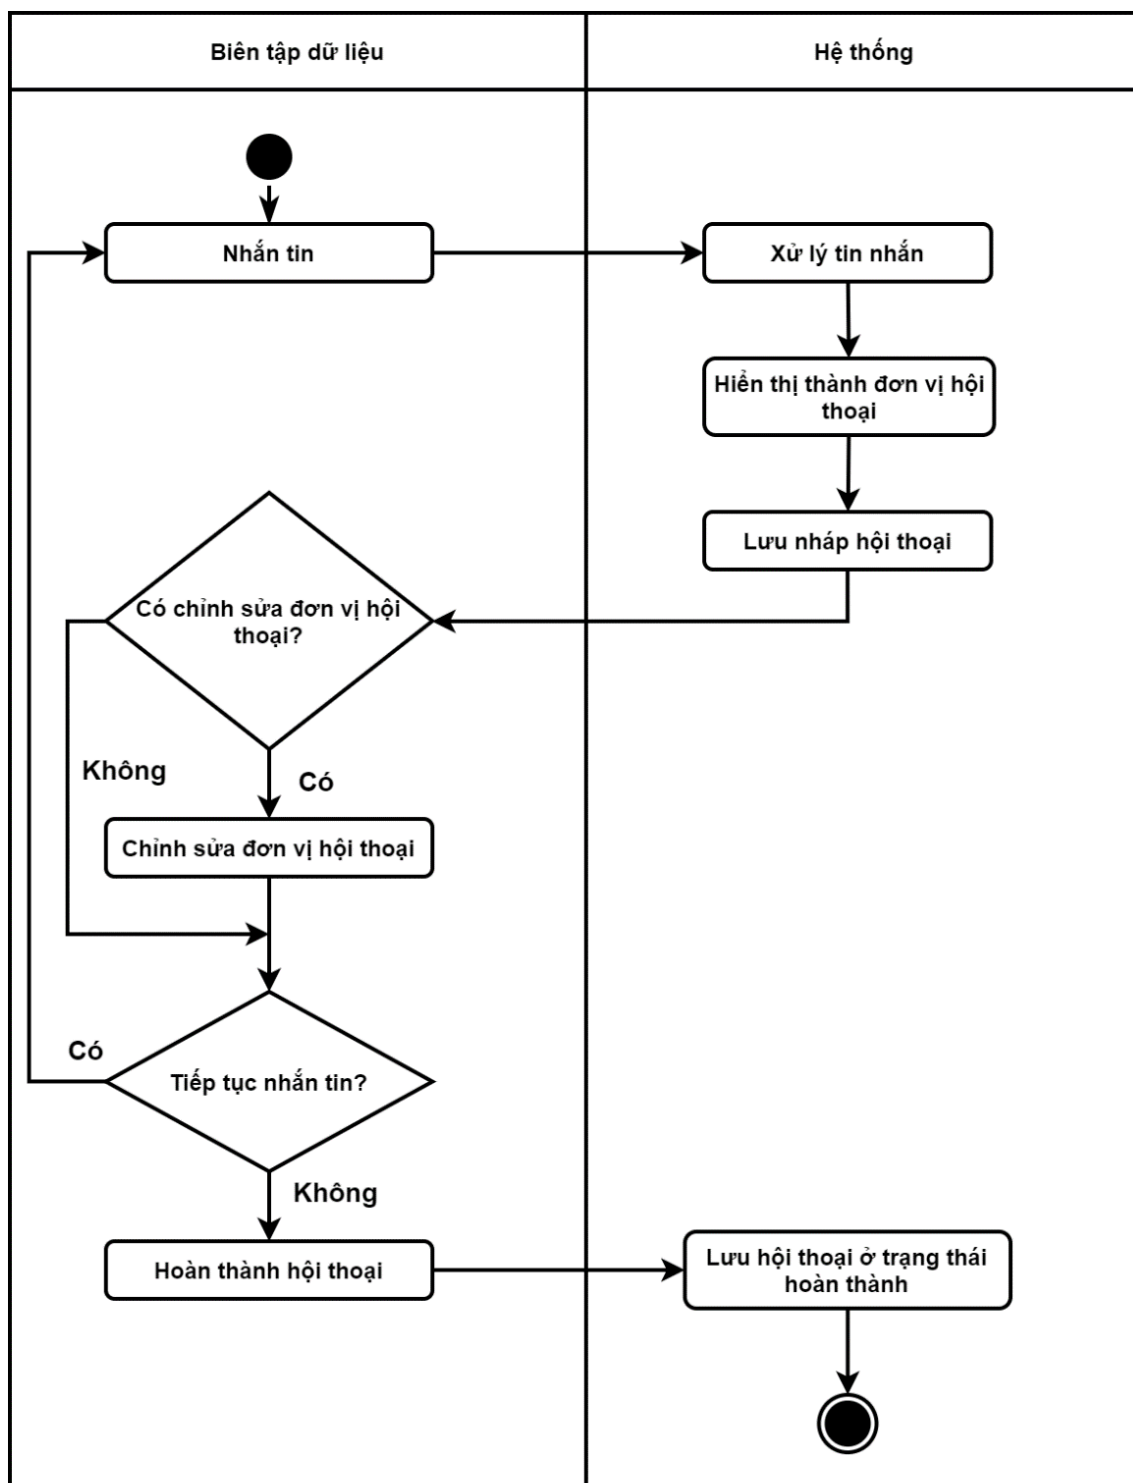 Biên tập dữ liệu
Hệ thống
Nhắn tin
Xử lý tin nhắn
Hiển thị thành đơn vị hội
thoại
Lưu nháp hội thoại
Có chỉnh sửa đơn vị hội
thoại?
Không
Có
Chỉnh sửa đơn vị hội thoại
Có
Tiếp tục nhắn tin?
Không
Hoàn thành hội thoại
Lưu hội thoại ở trạng thái
hoàn thành